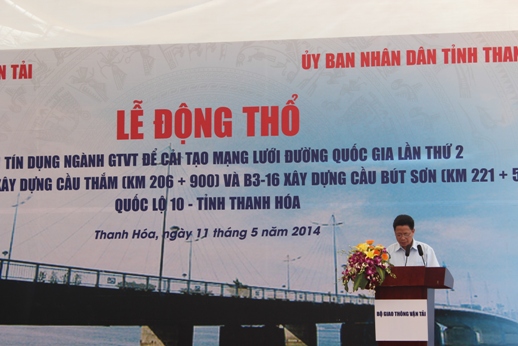 N TẢI
ỦY BAN NHÂN DÂN TỈNH THAN
LỄ ĐỘNG THỔ
TÍN DỤNG NGÀNH GTVT ĐỂ CẢI TẠO MẠNG LƯỚI ĐƯỜNG QUỐC GIA LẦN THỨ 2
ÂY DỰNG CẦU THẮM (KM 206 + 900) VÀ B3-16 XÂY DỰNG CẦU BÚT SƠN (KM 221 + 5
QUỐC LỘ 10 - TỈNH THANH HÓA
Thanh Hóa, ngày 11 tháng 5 năm 2014
BỘ GIAO THÔNG VẬN TẢI